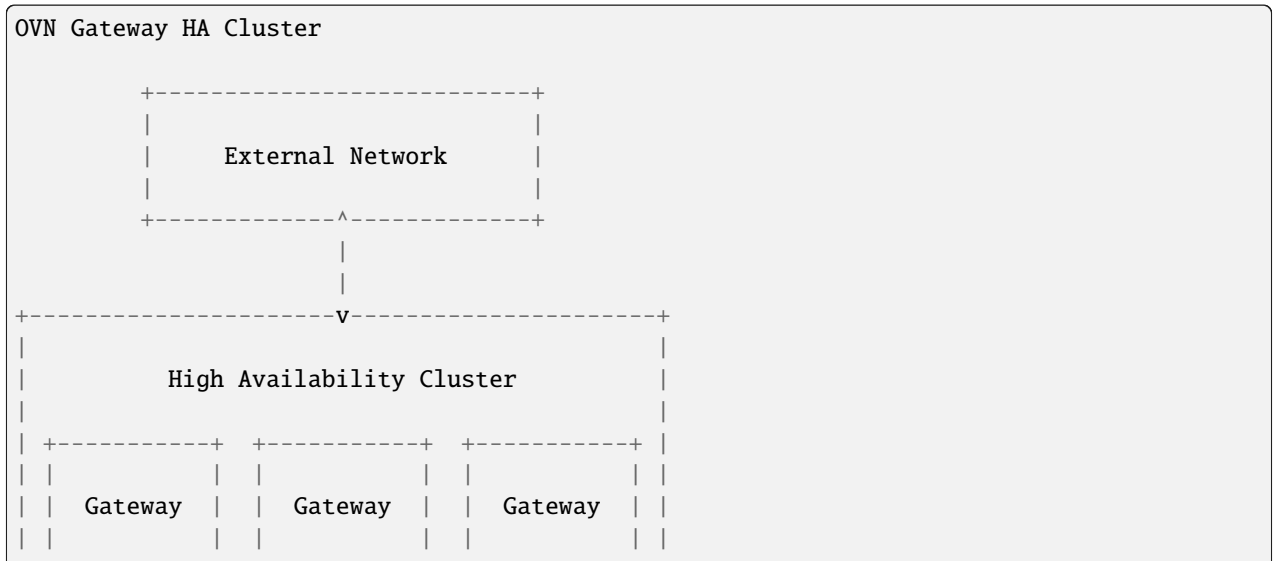 OVN Gateway HA Cluster
         +---------------------------+
         |                           |
         |     External Network      |
         |                           |
         +-------------^-------------+
                       |
                       |
+----------------------v----------------------+
|                                             |
|          High Availability Cluster          |
|                                             |
| +-----------+  +-----------+  +-----------+ |
| |           |  |           |  |           | |
| |  Gateway  |  |  Gateway  |  |  Gateway  | |
| |           |  |           |  |           | |